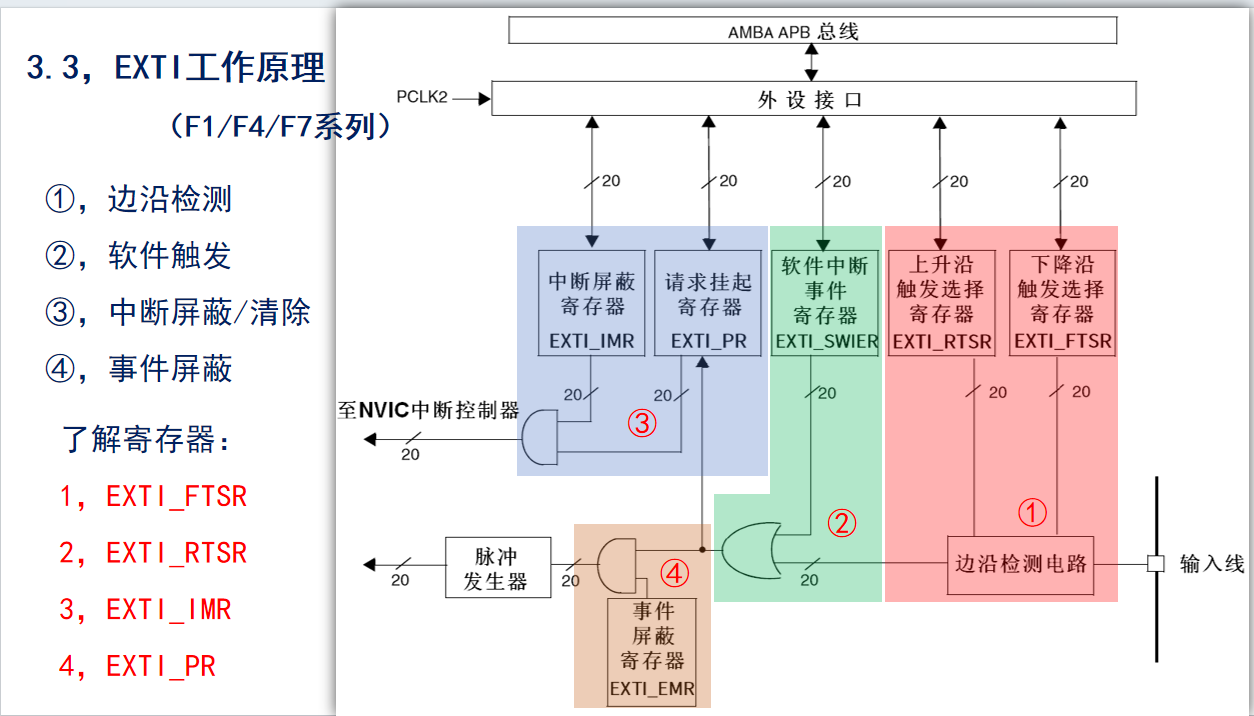 3.3，EXTI工作原理
（F1/F4/F7系列）
①，边沿检测
②，软件触发
③，中断屏蔽/清除
④，事件屏蔽
了解寄存器：
1，EXTI_FTSR
2，EXTI_RTSR
3，EXTI_IMR
4，EXTI_PR
AMBA APB 总线
PCLK2
外设接口
20
20
20
20
20
中断屏蔽
寄存器
EXTI_IMR
请求挂起
寄存器
EXTI_PR
软件中断
事件
寄存器
EXTI_SWIER
上升沿
触发选择
寄存器
EXTI_RTSR
下降沿
触发选择
寄存器
EXTI_FTSR
20
20
20
20
20
至NVIC中断控制器
20
③
②
①
20
脉冲
发生器
20
④
20
边沿检测电路
输入线
事件
屏蔽
寄存器
EXTI_EMR